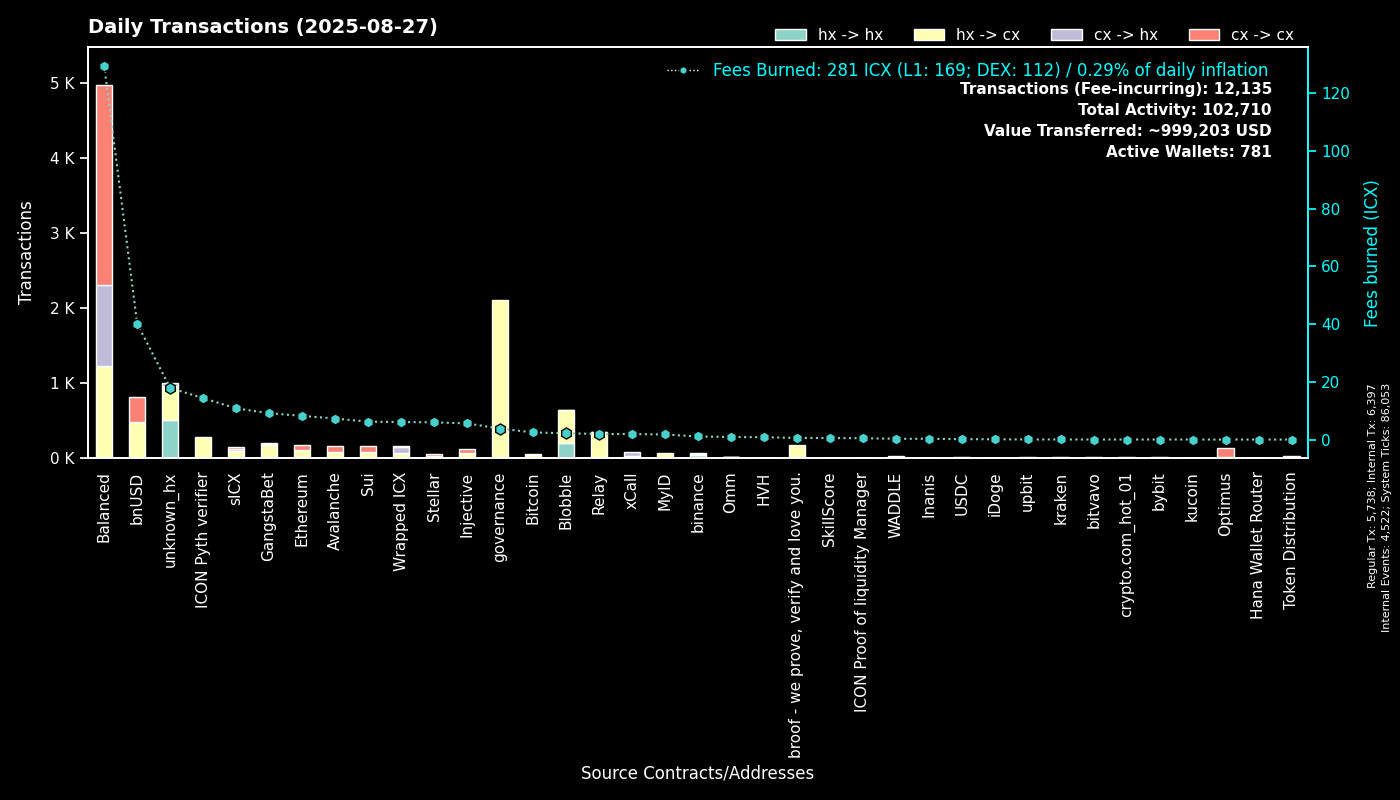 Daily Transactions (2025-08-27)
hx -> hx
hx -> cx
cx -> hx
cx -> cx
Fees Burned: 281 ICX (L1: 169; DEX: 112) / 0.29% of daily inflation
Transactions (Fee-incurring): 12,135
Total Activity: 102,710
Value Transferred: ~999,203 USD
Active Wallets: 781
Transactions
5 K
4 K
3 K
2 K
1 K
0 K
120
100
80
60
40
20
0
Fees burned (ICX)
Regular Tx: 5,738; Internal Tx: 6,397
Internal Events: 4,522; System Ticks: 86,053
Balanced
bnUSD
unknown_hx
ICON Pyth verifier
sICX
GangstaBet
Ethereum
Avalanche
Sui
Wrapped ICX
Stellar
Injective
governance
Bitcoin
Blobble
Relay
xCall
MyID
binance
Omm
HVH
broof - we prove, verify and love you.
SkillScore
ICON Proof of liquidity Manager
WADDLE
Inanis
USDC
iDoge
upbit
kraken
bitvavo
crypto.com_hot_01
bybit
kucoin
Optimus
Hana Wallet Router
Token Distribution
Source Contracts/Addresses